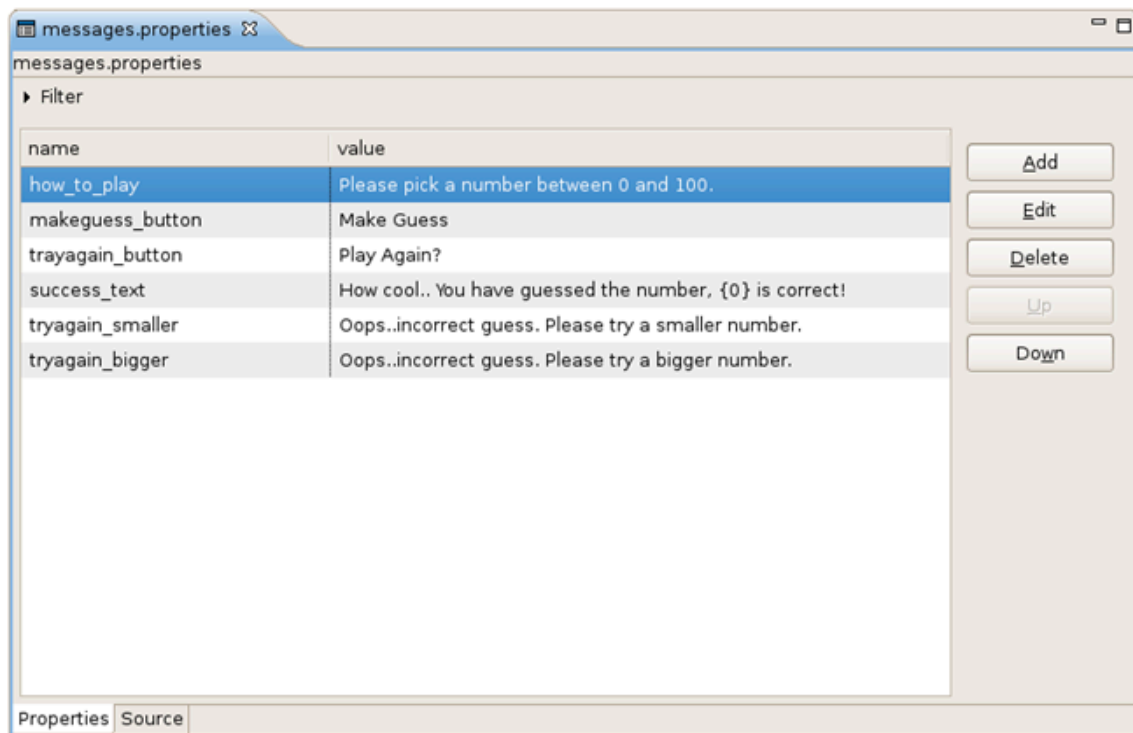 messages.properties
messages.properties
Filter
name value
how_to_play Please pick a number between 0 and 100.
makeguess_button Make Guess
trayagain_button Play Again?
success_text How cool.. You have guessed the number, {0} is correct!
tryagain_smaller Oops..incorrect guess. Please try a smaller number.
tryagain_bigger Oops..incorrect guess. Please try a bigger number.
Add
Edit
Delete
Up
Down
Properties Source